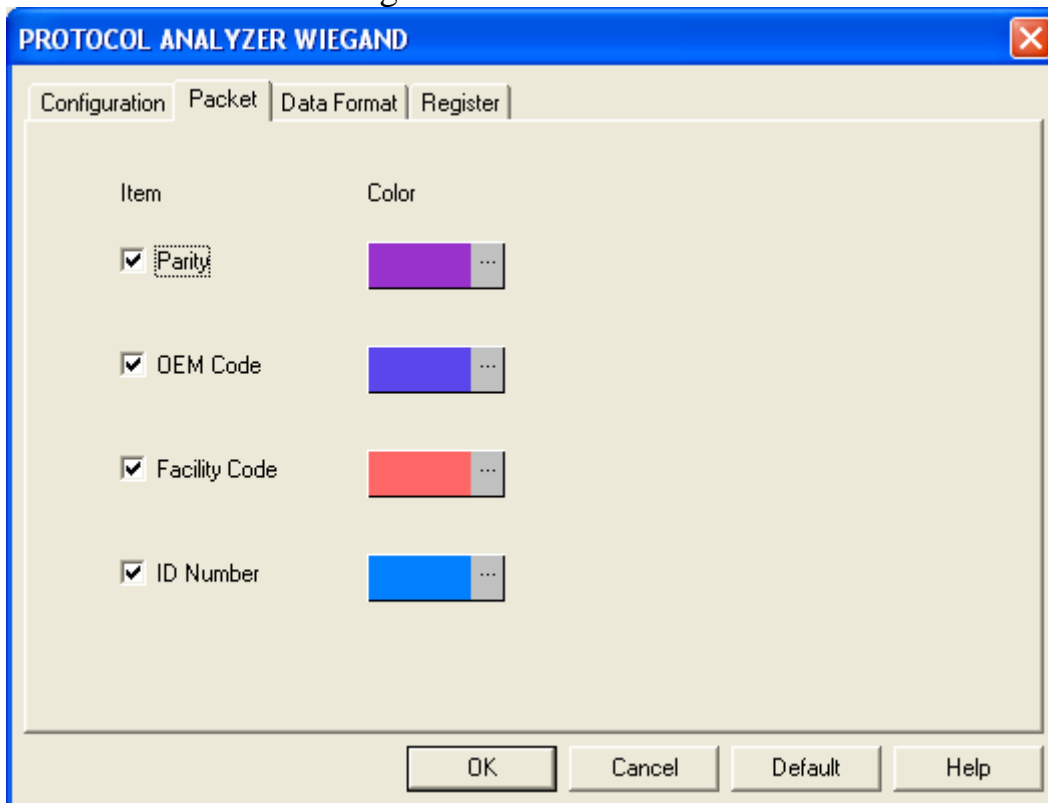 PROTOCOL ANALYZER WIEGAND
Configuration Packet Data Format Register
Item Color
Parity ...
OEM Code ...
Facility Code ...
ID Number ...
OK Cancel Default Help